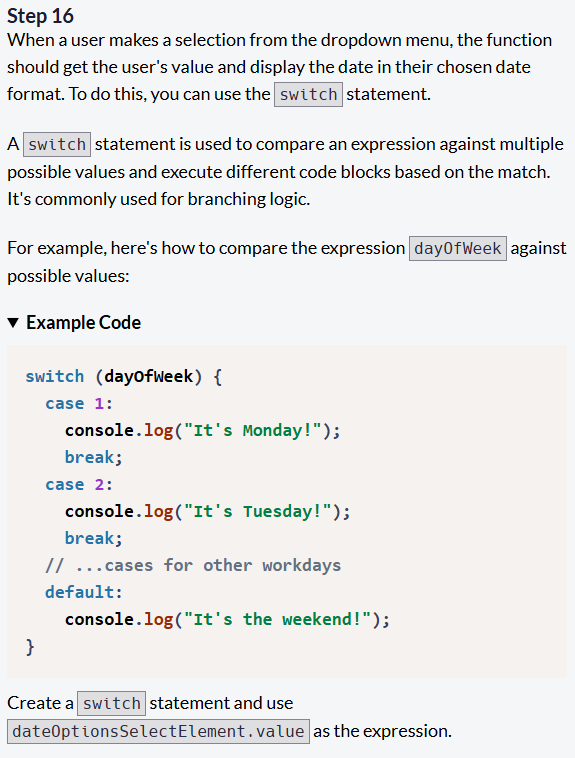 Step 16
When a user makes a selection from the dropdown menu, the function
should get the user's value and display the date in their chosen date
format. To do this, you can use the switch statement.
A switch statement is used to compare an expression against multiple
possible values and execute different code blocks based on the match.
It's commonly used for branching logic.
For example, here's how to compare the expression dayOfWeek against
possible values:
▼ Example Code
switch (dayOfWeek) {
  case 1:
    console.log("It's Monday!");
    break;
  case 2:
    console.log("It's Tuesday!");
    break;
  // ...cases for other workdays
  default:
    console.log("It's the weekend!");
}
Create a switch statement and use
dateOptionsSelectElement.value as the expression.